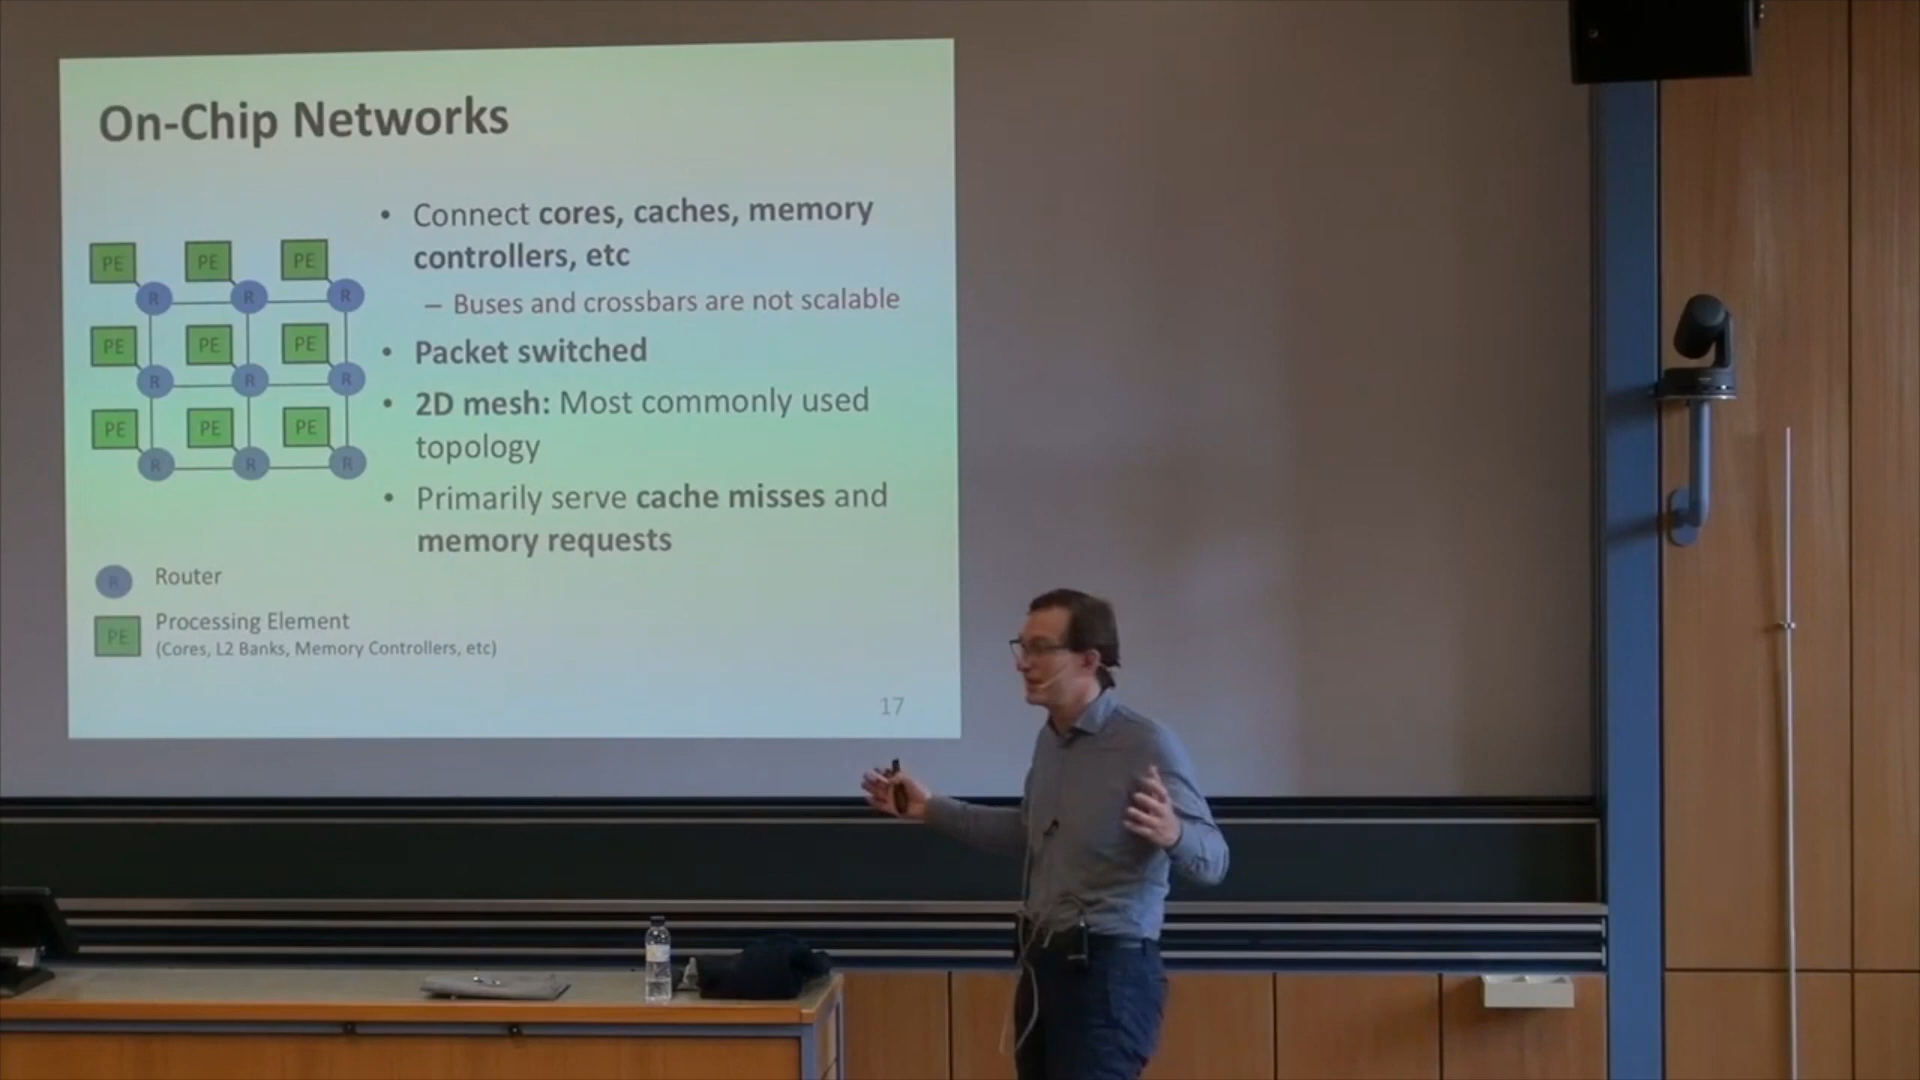 On-Chip Networks
• Connect cores, caches, memory
controllers, etc
– Buses and crossbars are not scalable
• Packet switched
• 2D mesh: Most commonly used
topology
• Primarily serve cache misses and
memory requests
PE PE PE
R R R
PE PE PE
R R R
PE PE PE
R R R
R Router
PE Processing Element
(Cores, L2 Banks, Memory Controllers, etc)
17